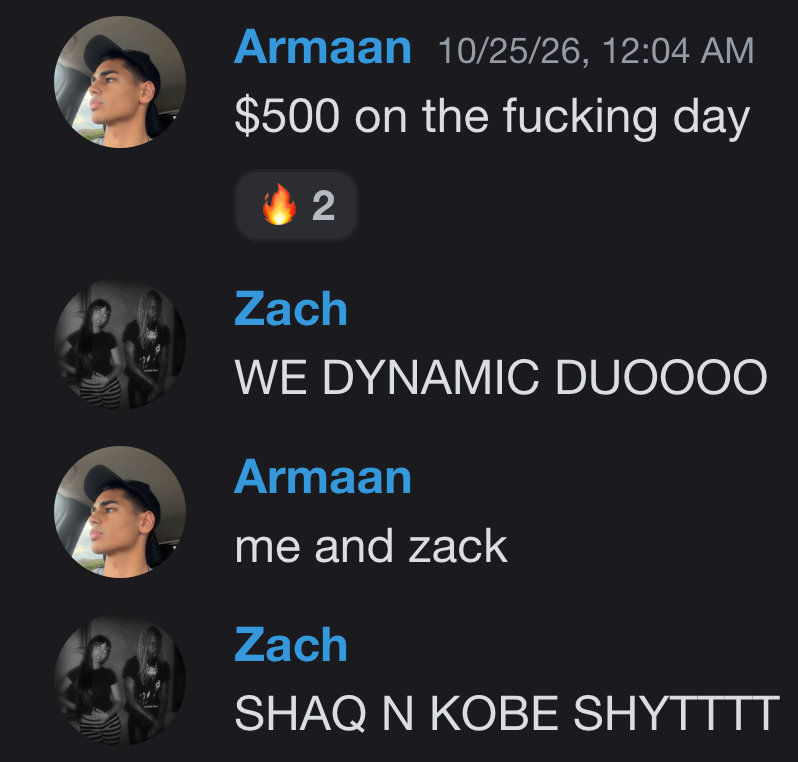 Armaan 10/25/26, 12:04 AM
$500 on the fucking day
🔥 2
Zach
WE DYNAMIC DUOOOO
Armaan
me and zack
Zach
SHAQ N KOBE SHYTTTT